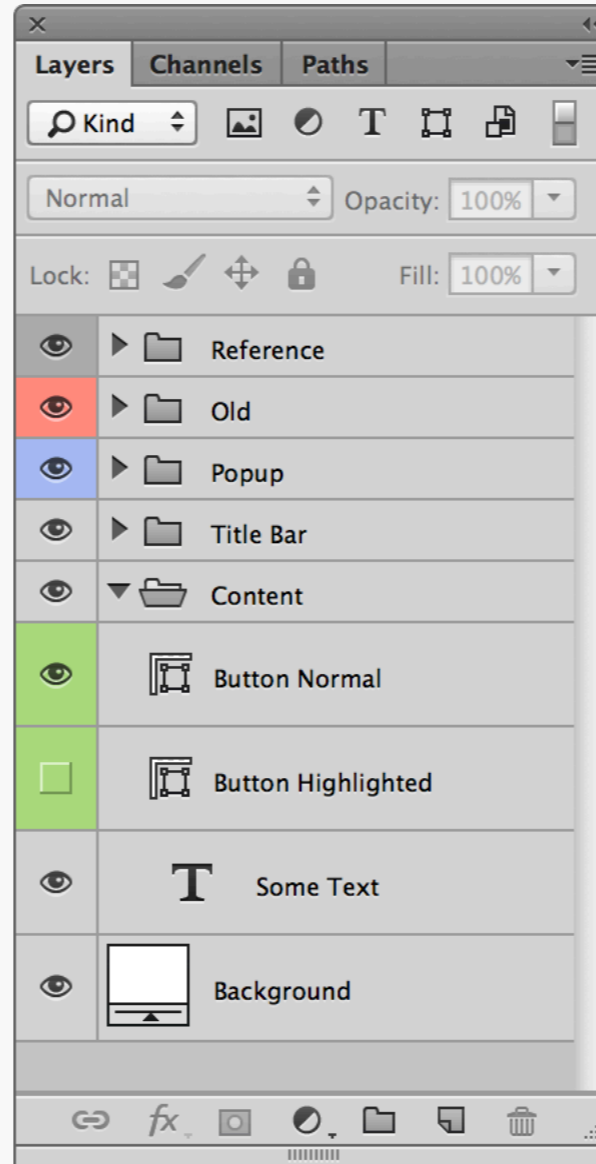 Layers Channels Paths
Kind T
Normal Opacity: 100%
Lock: Fill: 100%
Reference
Old
Popup
Title Bar
Content
Button Normal
Button Highlighted
T Some Text
Background
fx